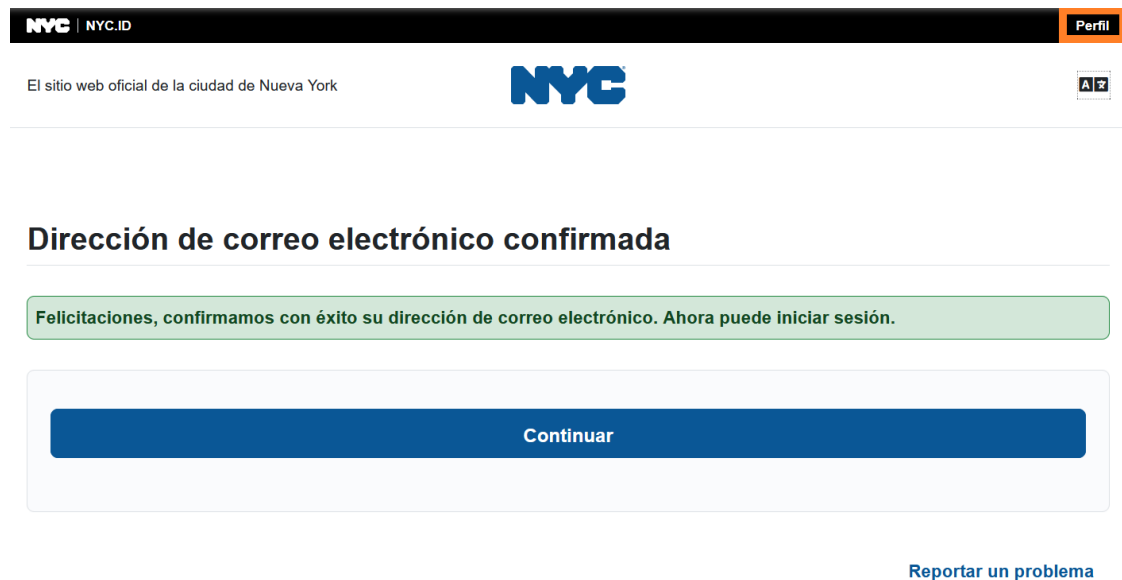 NYC | NYC.ID
Perfil
El sitio web oficial de la ciudad de Nueva York
NYC
A 文
Dirección de correo electrónico confirmada
Felicitaciones, confirmamos con éxito su dirección de correo electrónico. Ahora puede iniciar sesión.
Continuar
Reportar un problema